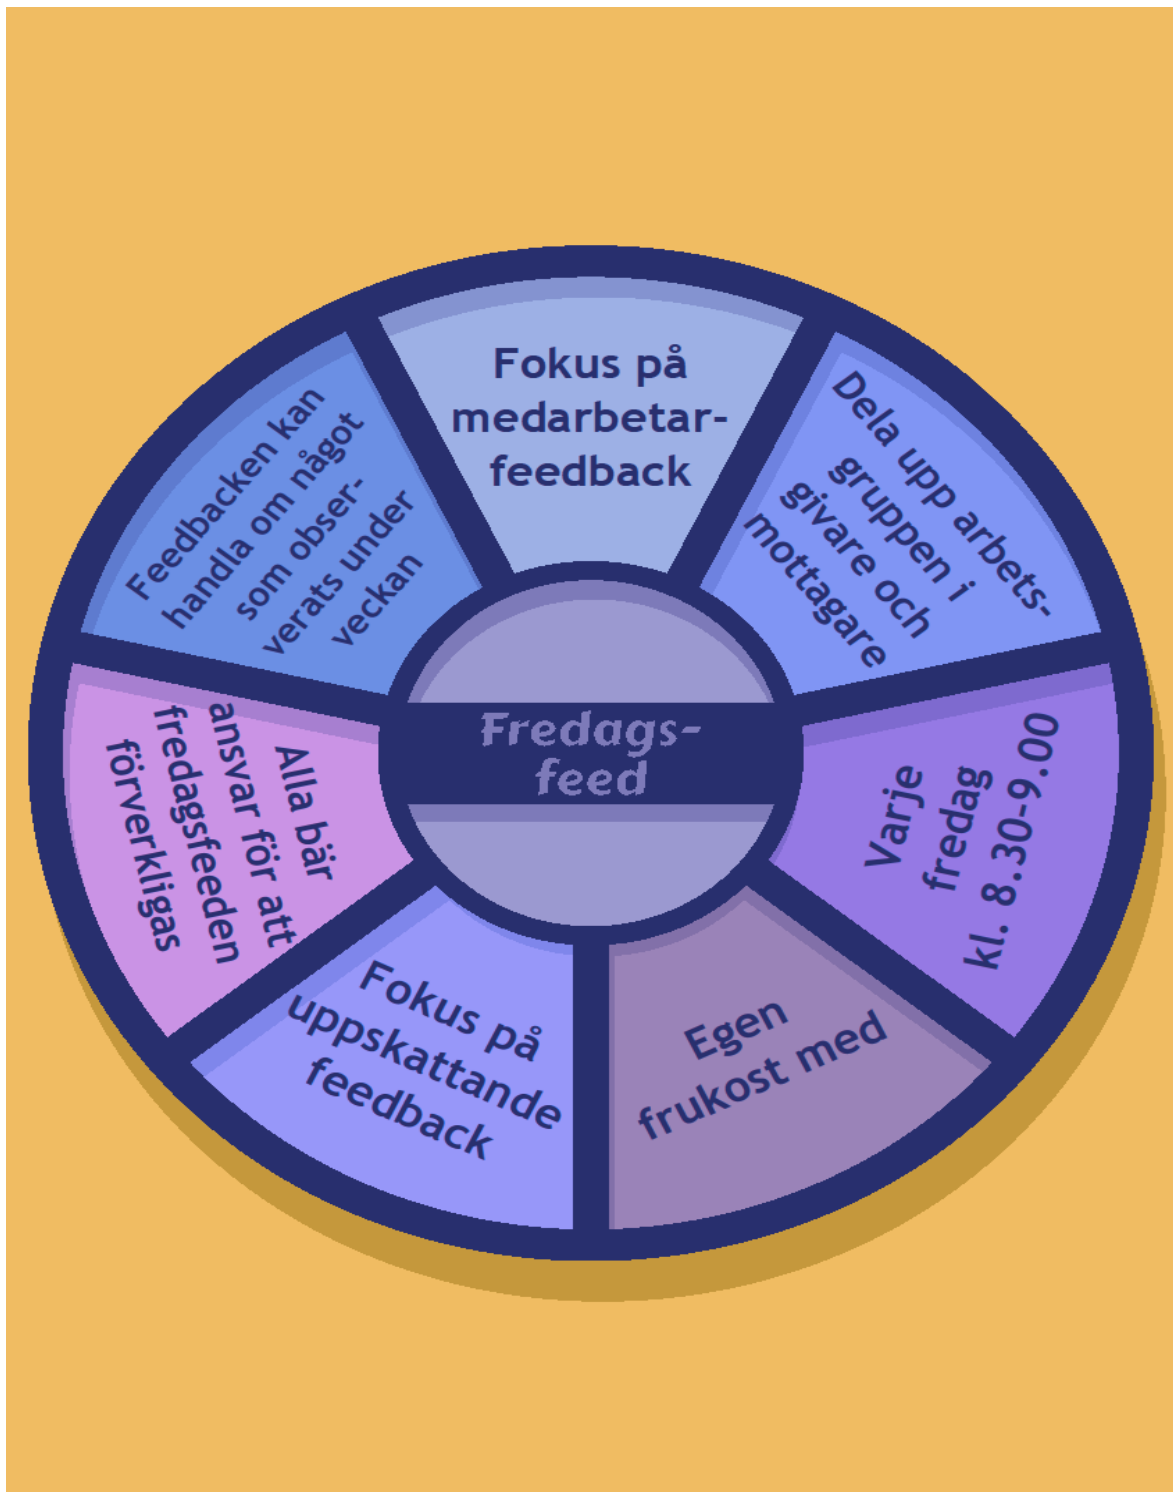 Fokus på
medarbetar-
feedback
Dela upp arbets-
gruppen i
givare och
mottagare
Varje
fredag
kl. 8.30-9.00
Egen
frukost med
Fokus på
uppskattande
feedback
Alla bär
ansvar för att
fredagsfeeden
förverkligas
Feedbacken kan
handla om något
som obser-
verats under
veckan
Fredags-
feed